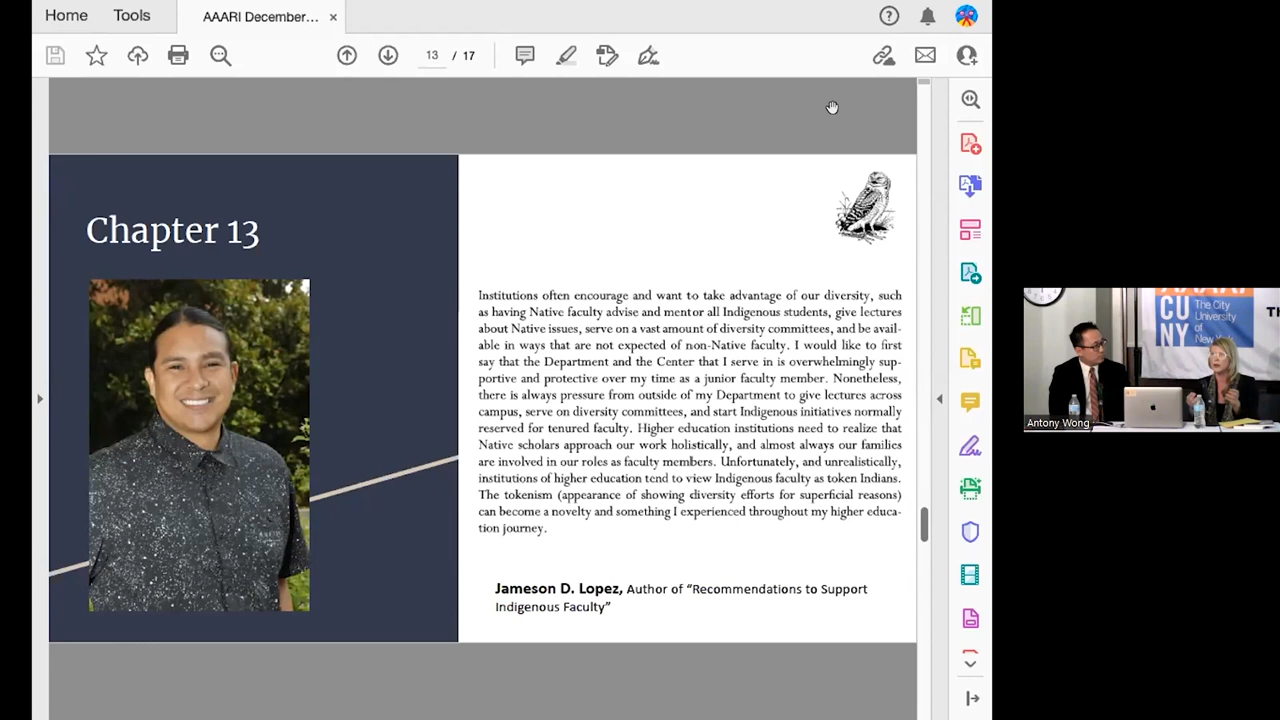 Home
Tools
AAARI December...
13 / 17
Chapter 13
Institutions often encourage and want to take advantage of our diversity, such
as having Native faculty advise and mentor all Indigenous students, give lectures
about Native issues, serve on a vast amount of diversity committees, and be avail-
able in ways that are not expected of non-Native faculty. I would like to first
say that the Department and the Center that I serve in is overwhelmingly sup-
portive and protective over my time as a junior faculty member. Nonetheless,
there is always pressure from outside of my Department to give lectures across
campus, serve on diversity committees, and start Indigenous initiatives normally
reserved for tenured faculty. Higher education institutions need to realize that
Native scholars approach our work holistically, and almost always our families
are involved in our roles as faculty members. Unfortunately, and unrealistically,
institutions of higher education tend to view Indigenous faculty as token Indians.
The tokenism (appearance of showing diversity efforts for superficial reasons)
can become a novelty and something I experienced throughout my higher educa-
tion journey.
Jameson D. Lopez, Author of “Recommendations to Support
Indigenous Faculty”
CU
NY
The City
University
of
Antony Wong